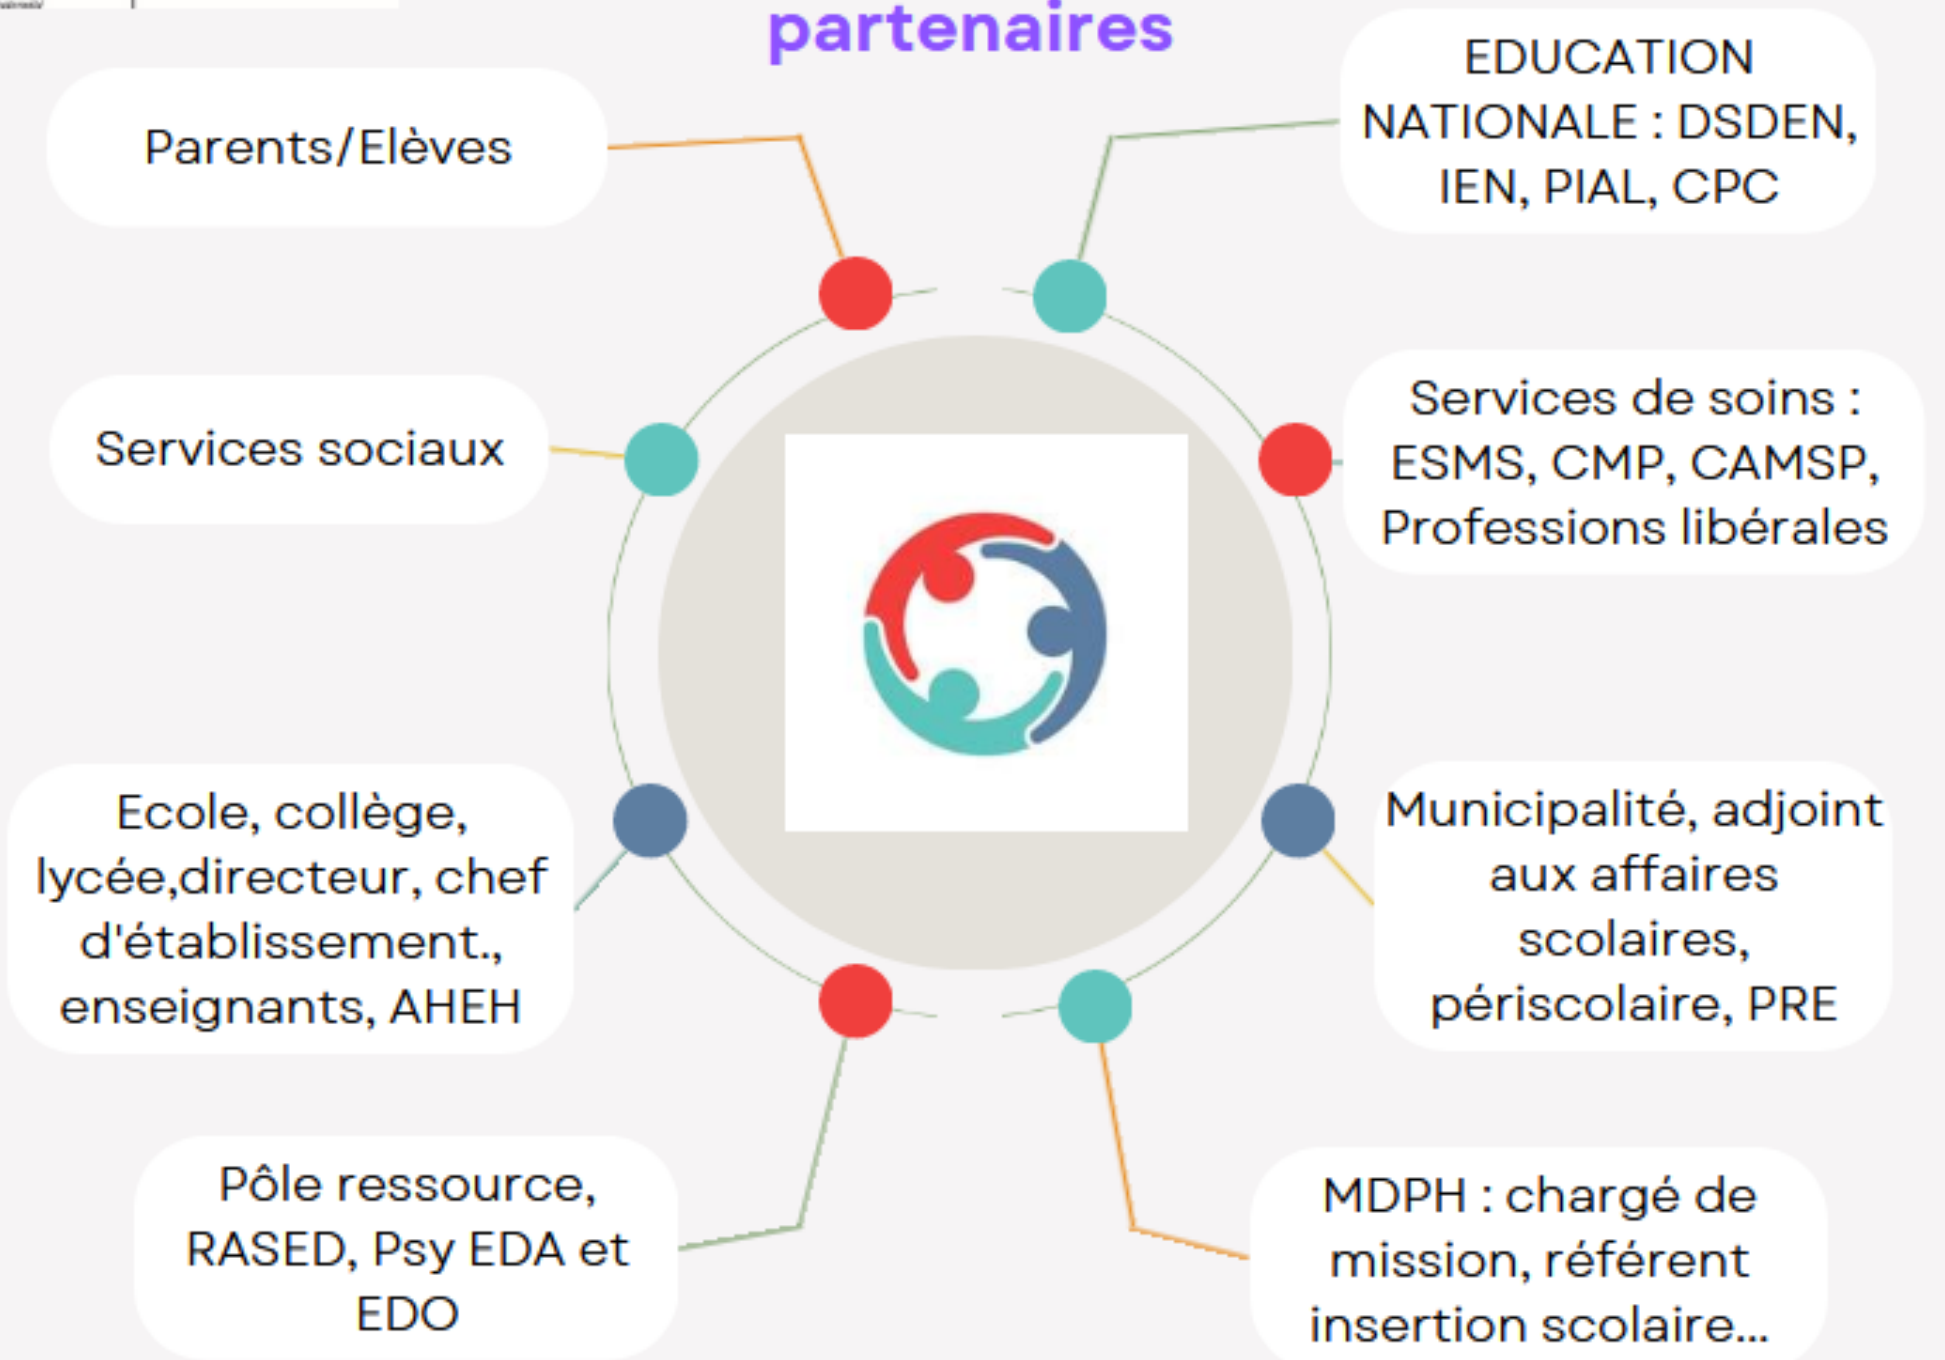 partenaires
Parents/Elèves
EDUCATION
NATIONALE : DSDEN,
IEN, PIAL, CPC
Services sociaux
Services de soins :
ESMS, CMP, CAMSP,
Professions libérales
Ecole, collège,
lycée,directeur, chef
d'établissement.,
enseignants, AHEH
Municipalité, adjoint
aux affaires
scolaires,
périscolaire, PRE
Pôle ressource,
RASED, Psy EDA et
EDO
MDPH : chargé de
mission, référent
insertion scolaire...